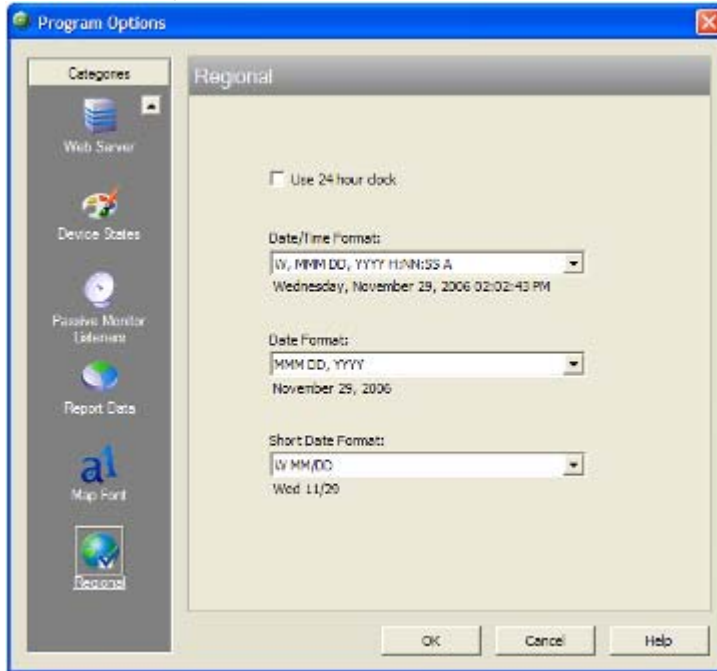 Program Options
Categories
Web Server
Device States
Passive Monitor
Listeners
Report Data
a1
Map Font
Regional
Regional
Use 24 hour clock
Date/Time Format:
W, MMM DD, YYYY H:NN:SS A
Wednesday, November 29, 2006 02:02:43 PM
Date Format:
MMM DD, YYYY
November 29, 2006
Short Date Format:
W MM/DD
Wed 11/29
OK
Cancel
Help